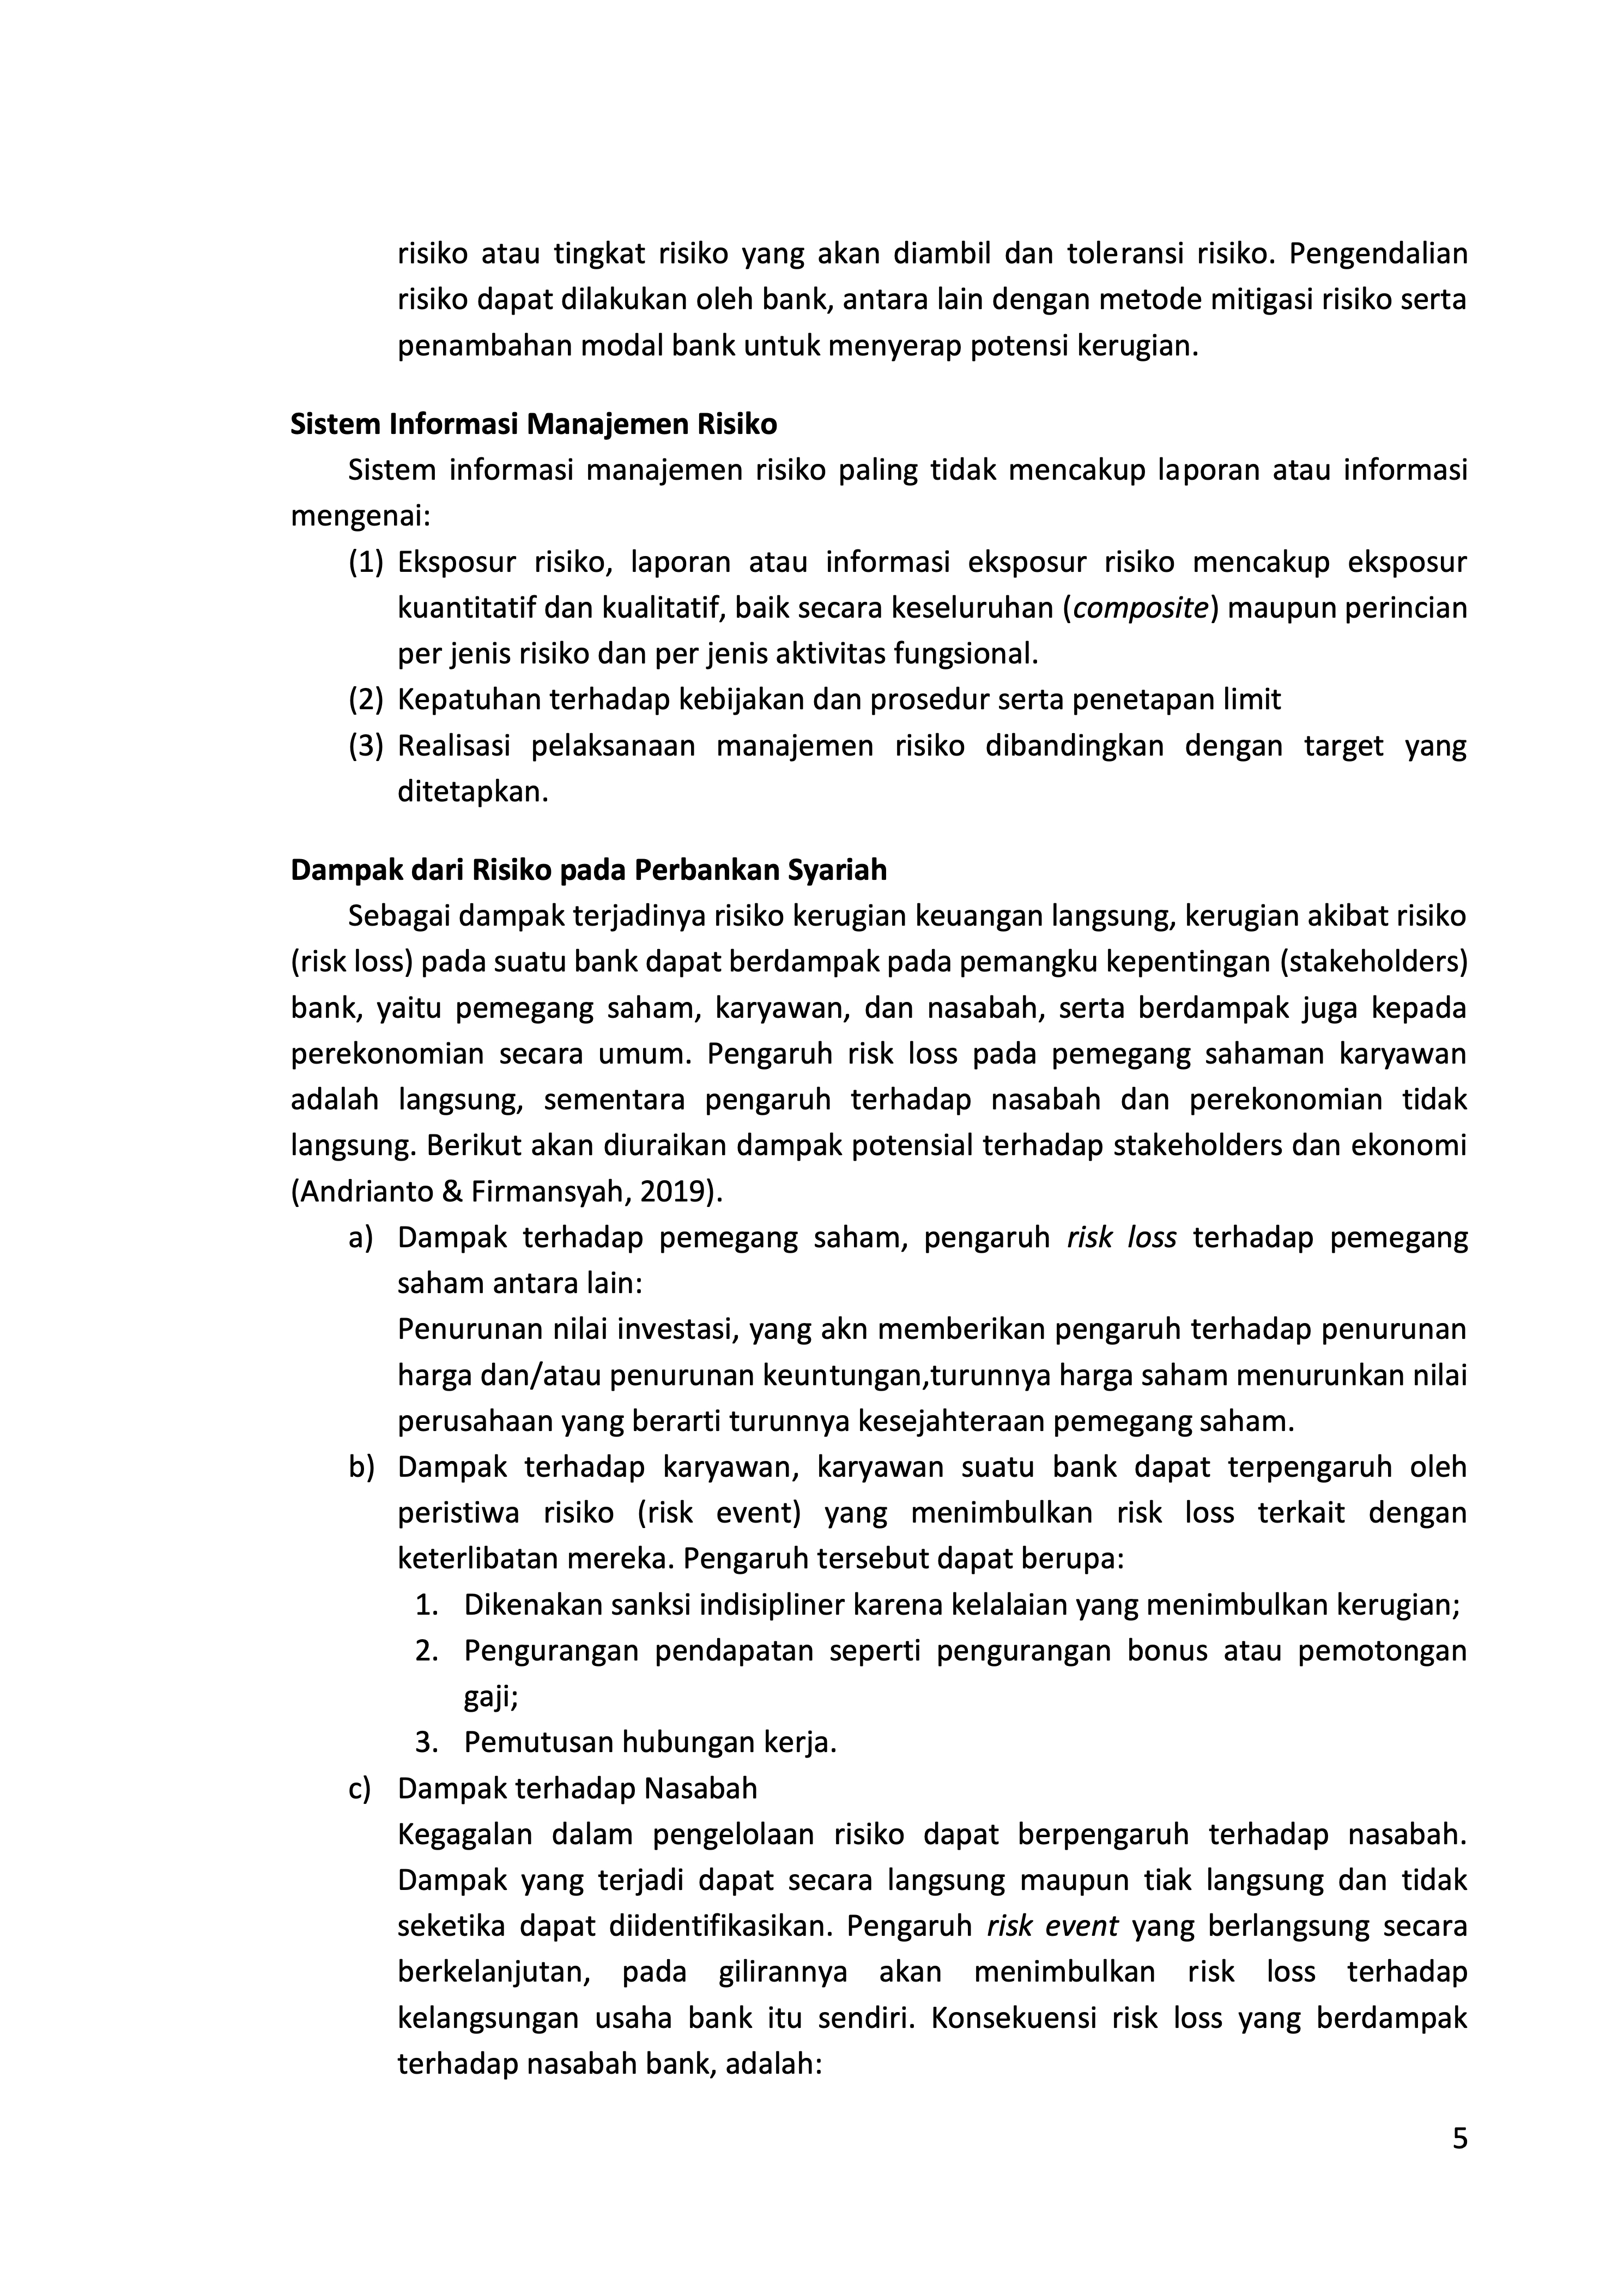 risiko atau tingkat risiko yang akan diambil dan toleransi risiko. Pengendalian
risiko dapat dilakukan oleh bank, antara lain dengan metode mitigasi risiko serta
penambahan modal bank untuk menyerap potensi kerugian.
Sistem Informasi Manajemen Risiko
Sistem informasi manajemen risiko paling tidak mencakup laporan atau informasi
mengenai:
(1) Eksposur risiko, laporan atau informasi eksposur risiko mencakup eksposur
kuantitatif dan kualitatif, baik secara keseluruhan (composite) maupun perincian
per jenis risiko dan per jenis aktivitas fungsional.
(2) Kepatuhan terhadap kebijakan dan prosedur serta penetapan limit
(3) Realisasi pelaksanaan manajemen risiko dibandingkan dengan target yang
ditetapkan.
Dampak dari Risiko pada Perbankan Syariah
Sebagai dampak terjadinya risiko kerugian keuangan langsung, kerugian akibat risiko
(risk loss) pada suatu bank dapat berdampak pada pemangku kepentingan (stakeholders)
bank, yaitu pemegang saham, karyawan, dan nasabah, serta berdampak juga kepada
perekonomian secara umum. Pengaruh risk loss pada pemegang sahaman karyawan
adalah langsung, sementara pengaruh terhadap nasabah dan perekonomian tidak
langsung. Berikut akan diuraikan dampak potensial terhadap stakeholders dan ekonomi
(Andrianto & Firmansyah, 2019).
a) Dampak terhadap pemegang saham, pengaruh risk loss terhadap pemegang
saham antara lain:
Penurunan nilai investasi, yang akn memberikan pengaruh terhadap penurunan
harga dan/atau penurunan keuntungan,turunnya harga saham menurunkan nilai
perusahaan yang berarti turunnya kesejahteraan pemegang saham.
b) Dampak terhadap karyawan, karyawan suatu bank dapat terpengaruh oleh
peristiwa risiko (risk event) yang menimbulkan risk loss terkait dengan
keterlibatan mereka. Pengaruh tersebut dapat berupa:
1. Dikenakan sanksi indisipliner karena kelalaian yang menimbulkan kerugian;
2. Pengurangan pendapatan seperti pengurangan bonus atau pemotongan
gaji;
3. Pemutusan hubungan kerja.
c) Dampak terhadap Nasabah
Kegagalan dalam pengelolaan risiko dapat berpengaruh terhadap nasabah.
Dampak yang terjadi dapat secara langsung maupun tiak langsung dan tidak
seketika dapat diidentifikasikan. Pengaruh risk event yang berlangsung secara
berkelanjutan, pada gilirannya akan menimbulkan risk loss terhadap
kelangsungan usaha bank itu sendiri. Konsekuensi risk loss yang berdampak
terhadap nasabah bank, adalah:
5